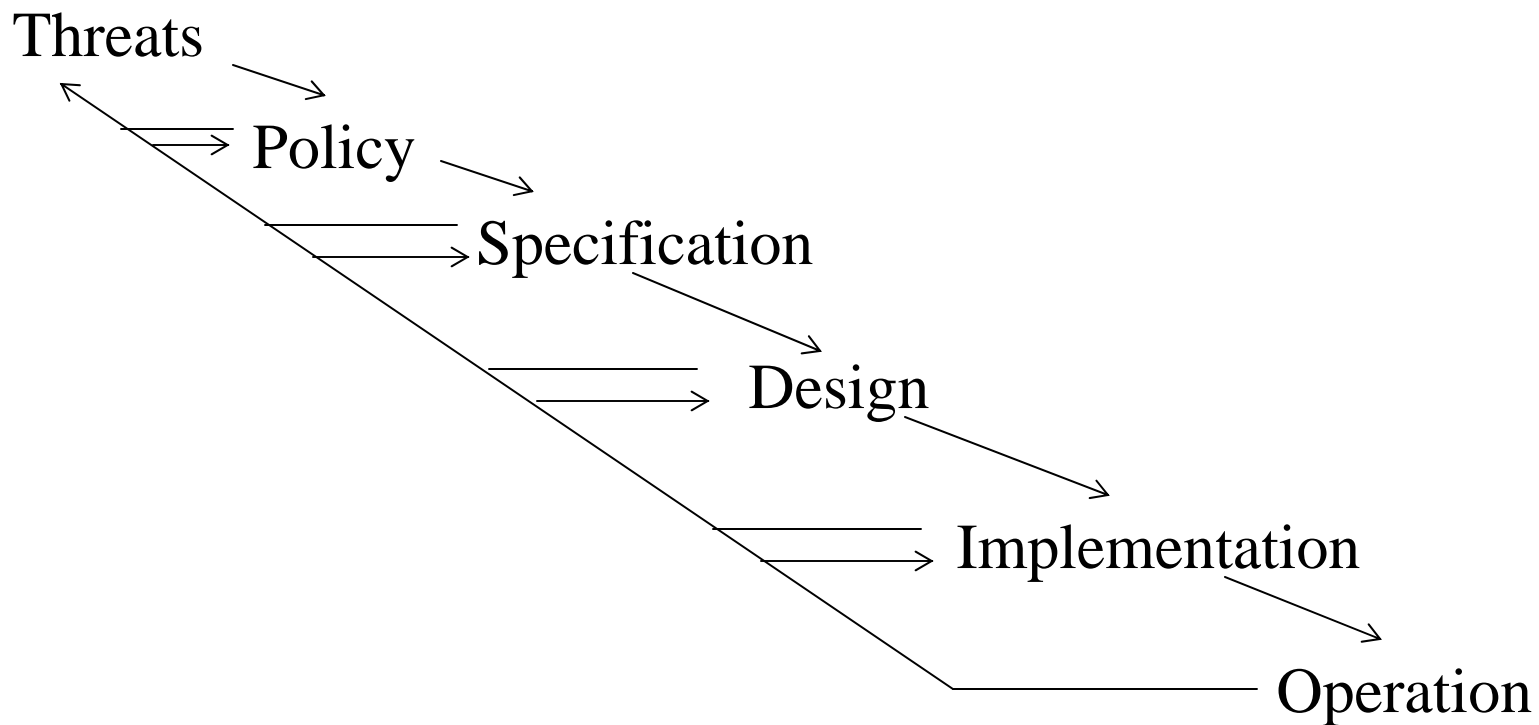 Threats
Policy
Specification
Design
Implementation
Operation